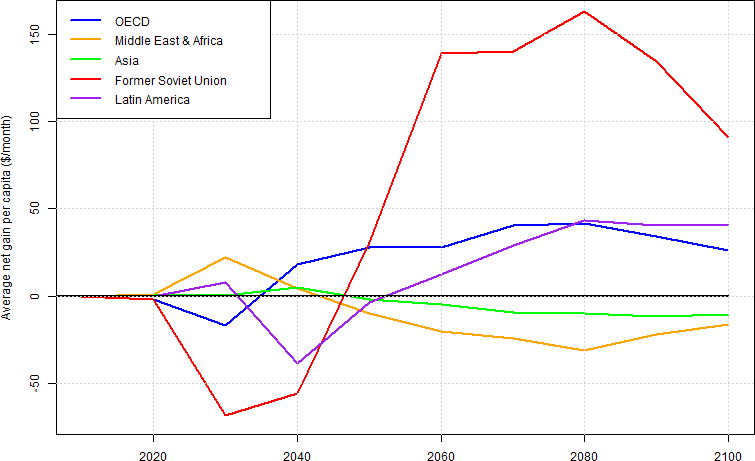 OECD
Middle East & Africa
Asia
Former Soviet Union
Latin America
Average net gain per capita ($/month)
150
100
50
0
-50
2020
2040
2060
2080
2100